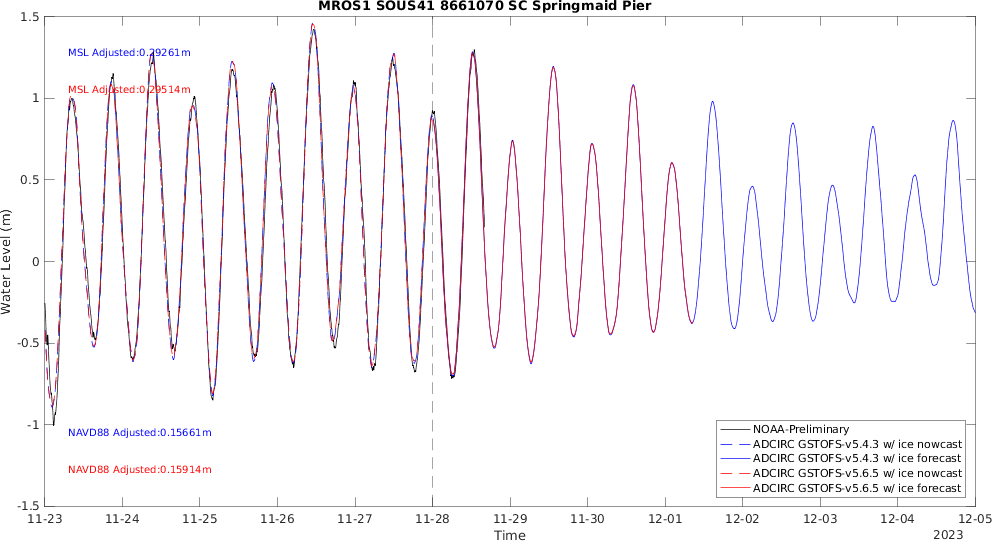 MROS1 SOUS41 8661070 SC Springmaid Pier
1.5
1
0.5
0
-0.5
-1
-1.5
Water Level (m)
MSL Adjusted:0.29261m
MSL Adjusted:0.29514m
NAVD88 Adjusted:0.15661m
NAVD88 Adjusted:0.15914m
NOAA-Preliminary
ADCIRC GSTOFS-v5.4.3 w/ ice nowcast
ADCIRC GSTOFS-v5.4.3 w/ ice forecast
ADCIRC GSTOFS-v5.6.5 w/ ice nowcast
ADCIRC GSTOFS-v5.6.5 w/ ice forecast
11-23 11-24 11-25 11-26 11-27 11-28 11-29 11-30 12-01 12-02 12-03 12-04 12-05
Time
2023